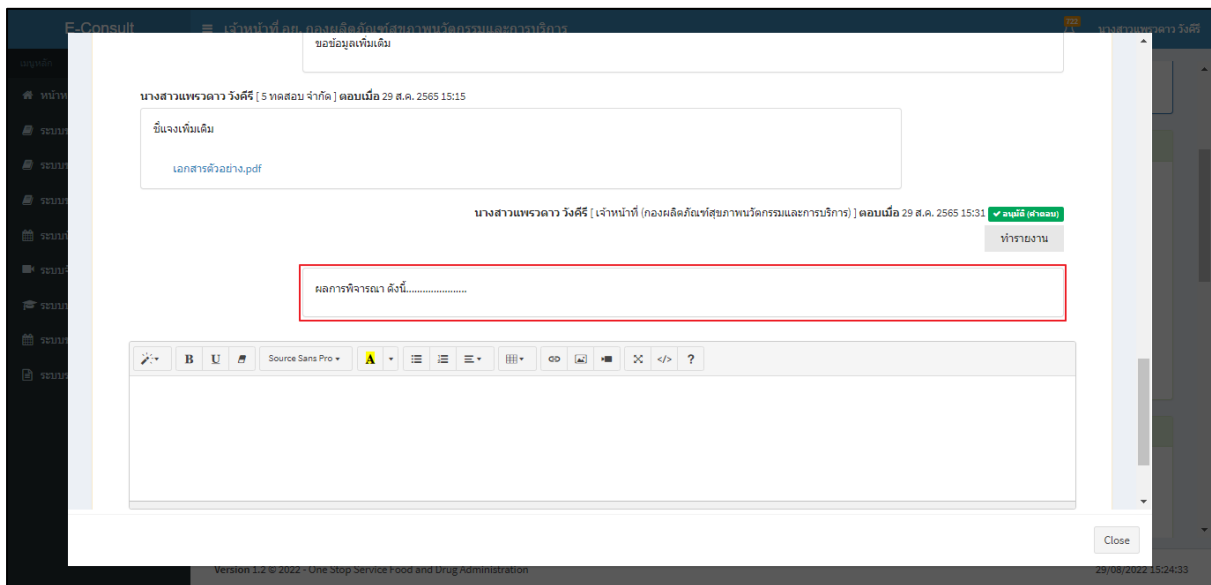 E-Consult
☰ เจ้าหน้าที่ อย. กองผลิตภัณฑ์สุขภาพนวัตกรรมและการบริการ
722
นางสาวแพรวดาว วังคีรี
เมนูหลัก
ขอข้อมูลเพิ่มเติม
นางสาวแพรวดาว วังคีรี [ 5 ทดสอบ จำกัด ] ตอบเมื่อ 29 ส.ค. 2565 15:15
ชี้แจงเพิ่มเติม
เอกสารตัวอย่าง.pdf
นางสาวแพรวดาว วังคีรี [ เจ้าหน้าที่ (กองผลิตภัณฑ์สุขภาพนวัตกรรมและการบริการ) ] ตอบเมื่อ 29 ส.ค. 2565 15:31 ✔ อนุมัติ (คำตอบ)
ทำรายงาน
ผลการพิจารณา ดังนี้......................
B U Source Sans Pro A </> ?
Close
Version 1.2 © 2022 - One Stop Service Food and Drug Administration
29/08/2022 15:24:33